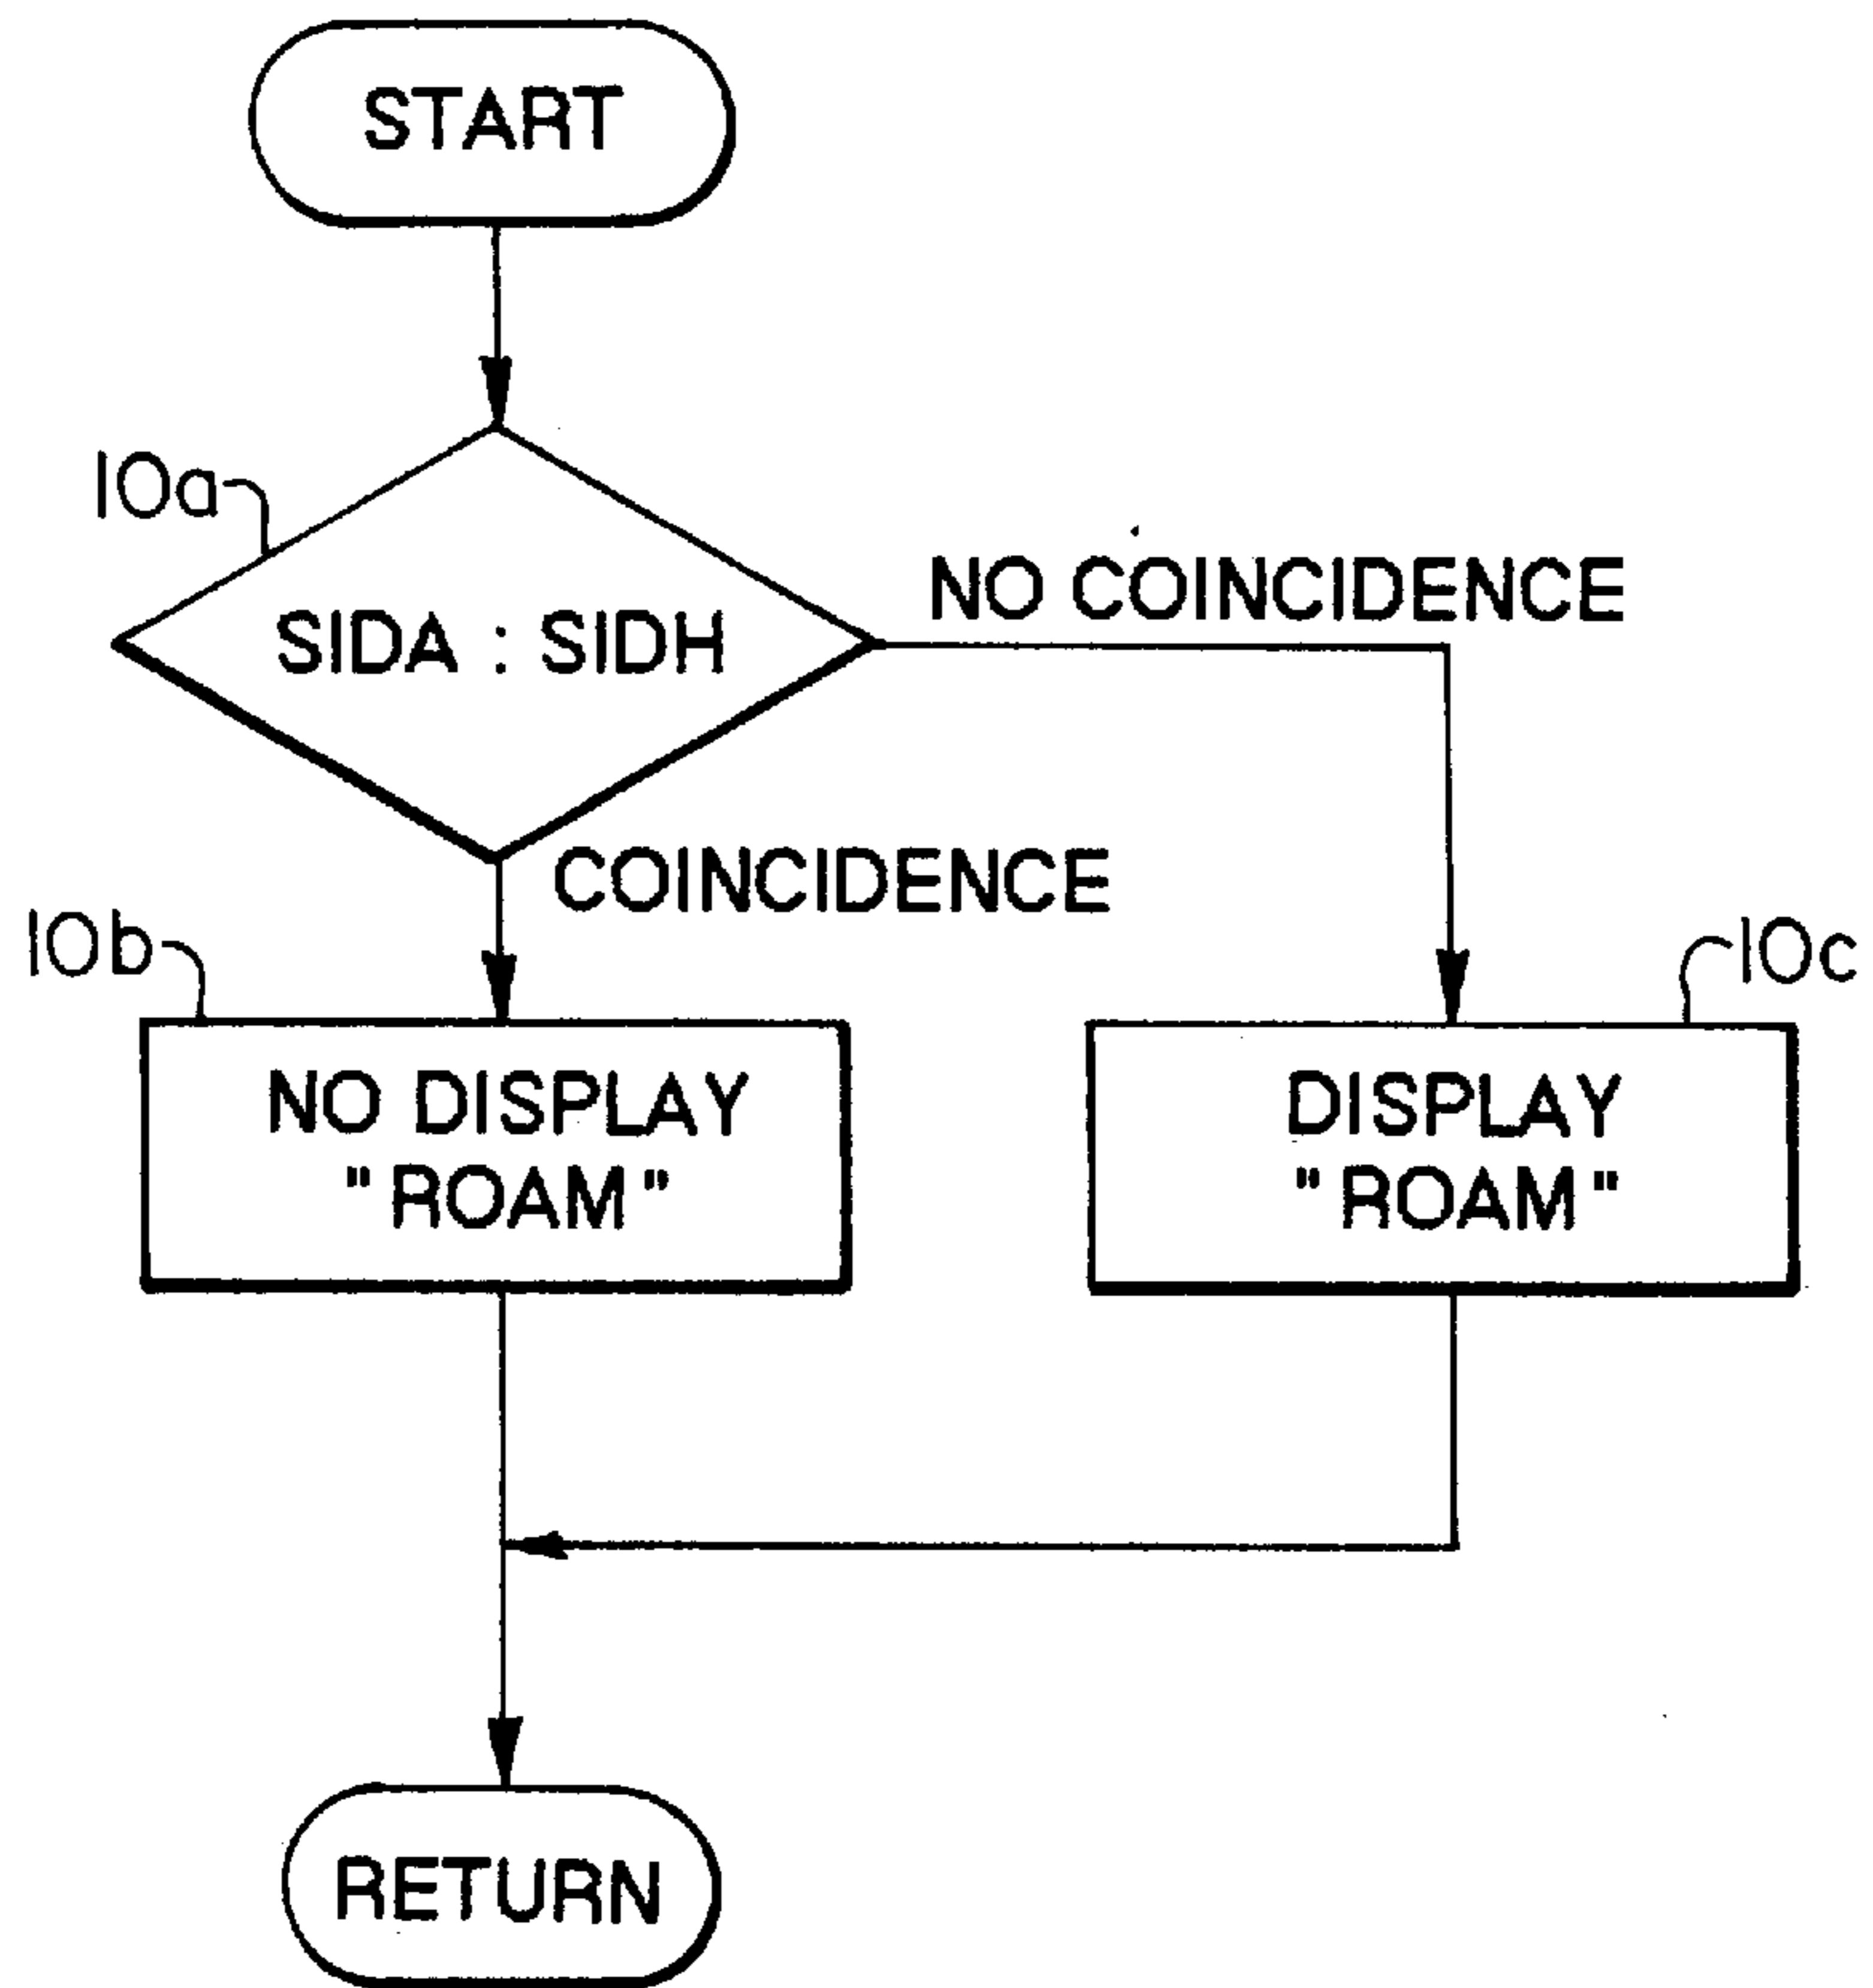 START
10a
NO COINCIDENCE
SIDA : SIDH
COINCIDENCE
10b
10c
NO DISPLAY
"ROAM"
DISPLAY
"ROAM"
RETURN